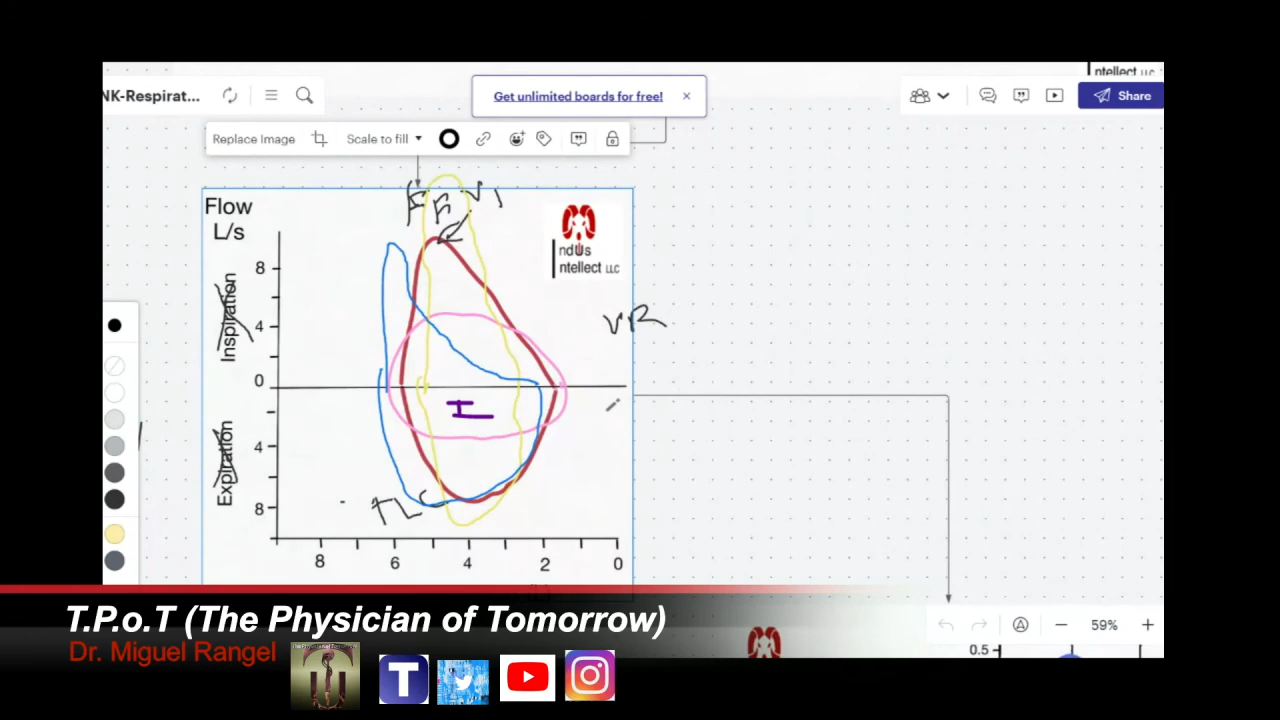 ntellect LLC
NK-Respirat...
Get unlimited boards for free!
×
Share
Replace Image
Scale to fill
FEV1
Flow
L/s
ndUs
ntellect LLC
Inspiration
8
4
0
VR
I
Expiration
4
8
TLC
8
6
4
2
0
T.P.o.T (The Physician of Tomorrow)
Dr. Miguel Rangel
T
59%
0.5